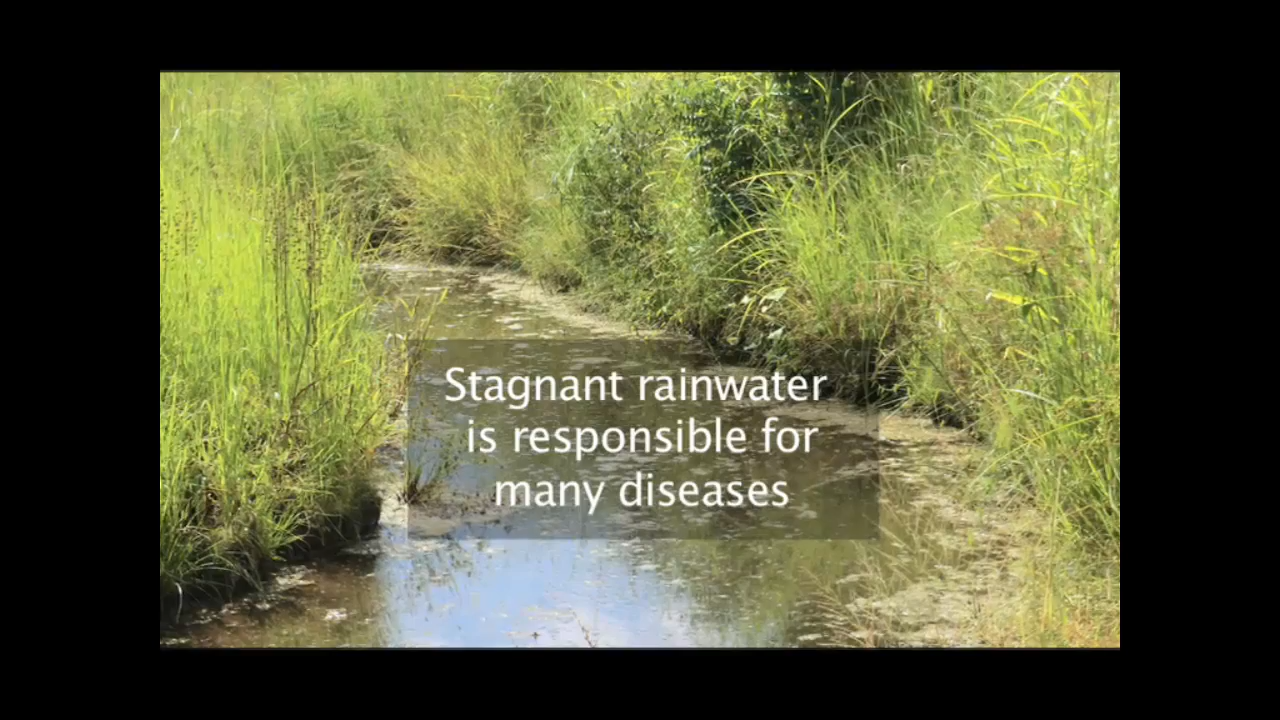 Stagnant rainwater
is responsible for
many diseases